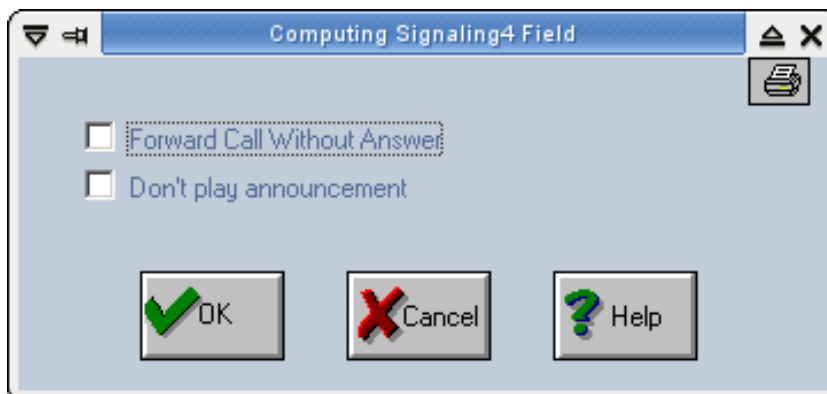 Computing Signaling4 Field
Forward Call Without Answer
Don't play announcement
OK
Cancel
Help